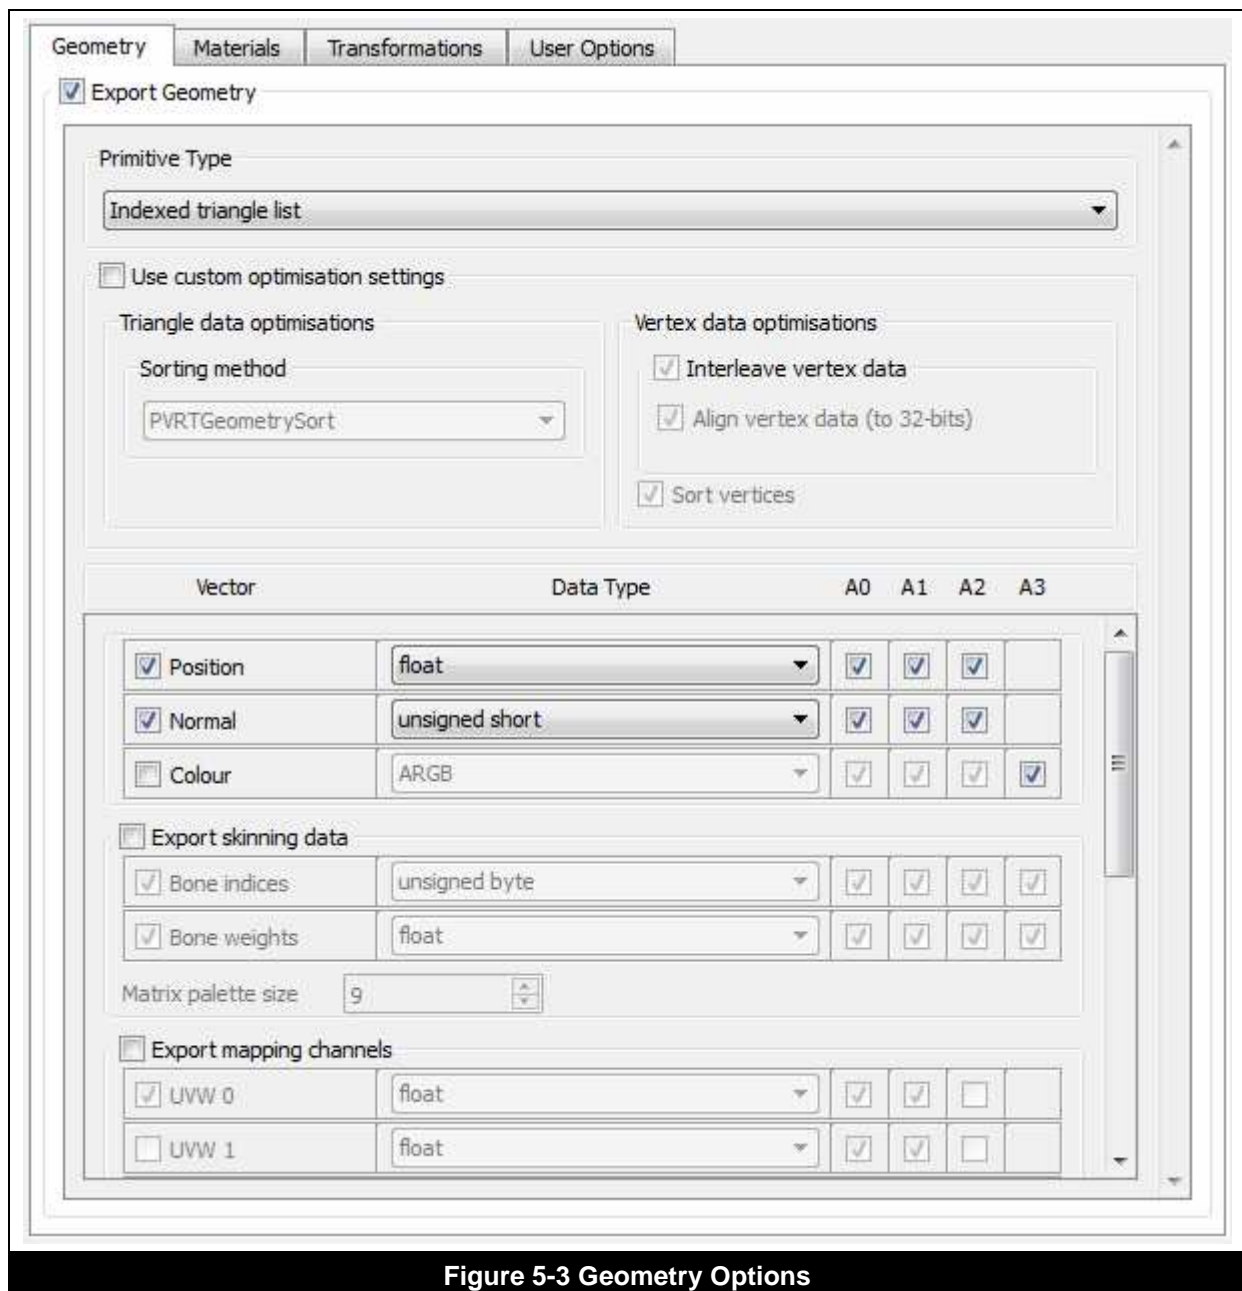 Geometry Materials Transformations User Options
Export Geometry
Primitive Type
Indexed triangle list
Use custom optimisation settings
Triangle data optimisations
Sorting method
PVRTGeometrySort
Vertex data optimisations
Interleave vertex data
Align vertex data (to 32-bits)
Sort vertices
Vector Data Type A0 A1 A2 A3
Position float
Normal unsigned short
Colour ARGB
Export skinning data
Bone indices unsigned byte
Bone weights float
Matrix palette size 9
Export mapping channels
UVW 0 float
UVW 1 float
Figure 5-3 Geometry Options